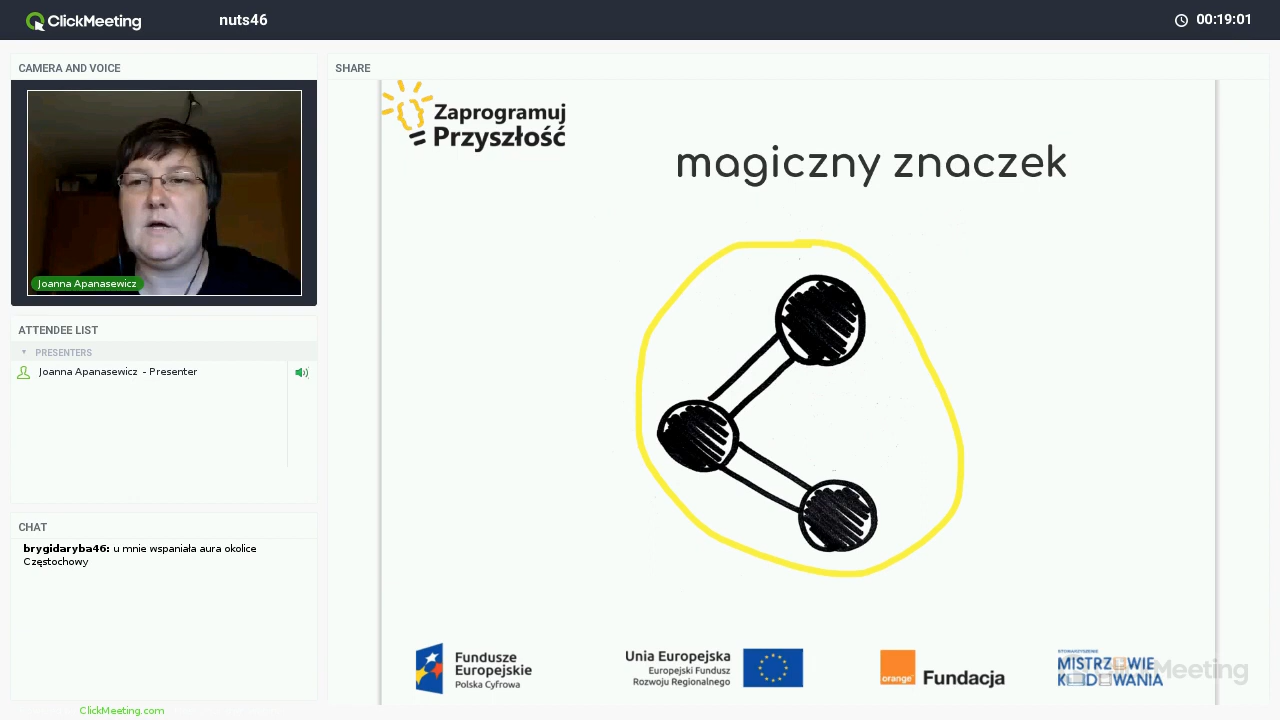 ClickMeeting
nuts46
00:19:01
CAMERA AND VOICE
Joanna Apanasewicz
ATTENDEE LIST
PRESENTERS
Joanna Apanasewicz - Presenter
CHAT
brygidaryba46: u mnie wspaniała aura okolice
Częstochowy
ClickMeeting.com
SHARE
Zaprogramuj
Przyszłość
magiczny znaczek
Fundusze
Europejskie
Polska Cyfrowa
Unia Europejska
Europejski Fundusz
Rozwoju Regionalnego
orange
Fundacja
STOWARZYSZENIE
MISTRZOWIE
KODOWANIA
ClickMeeting